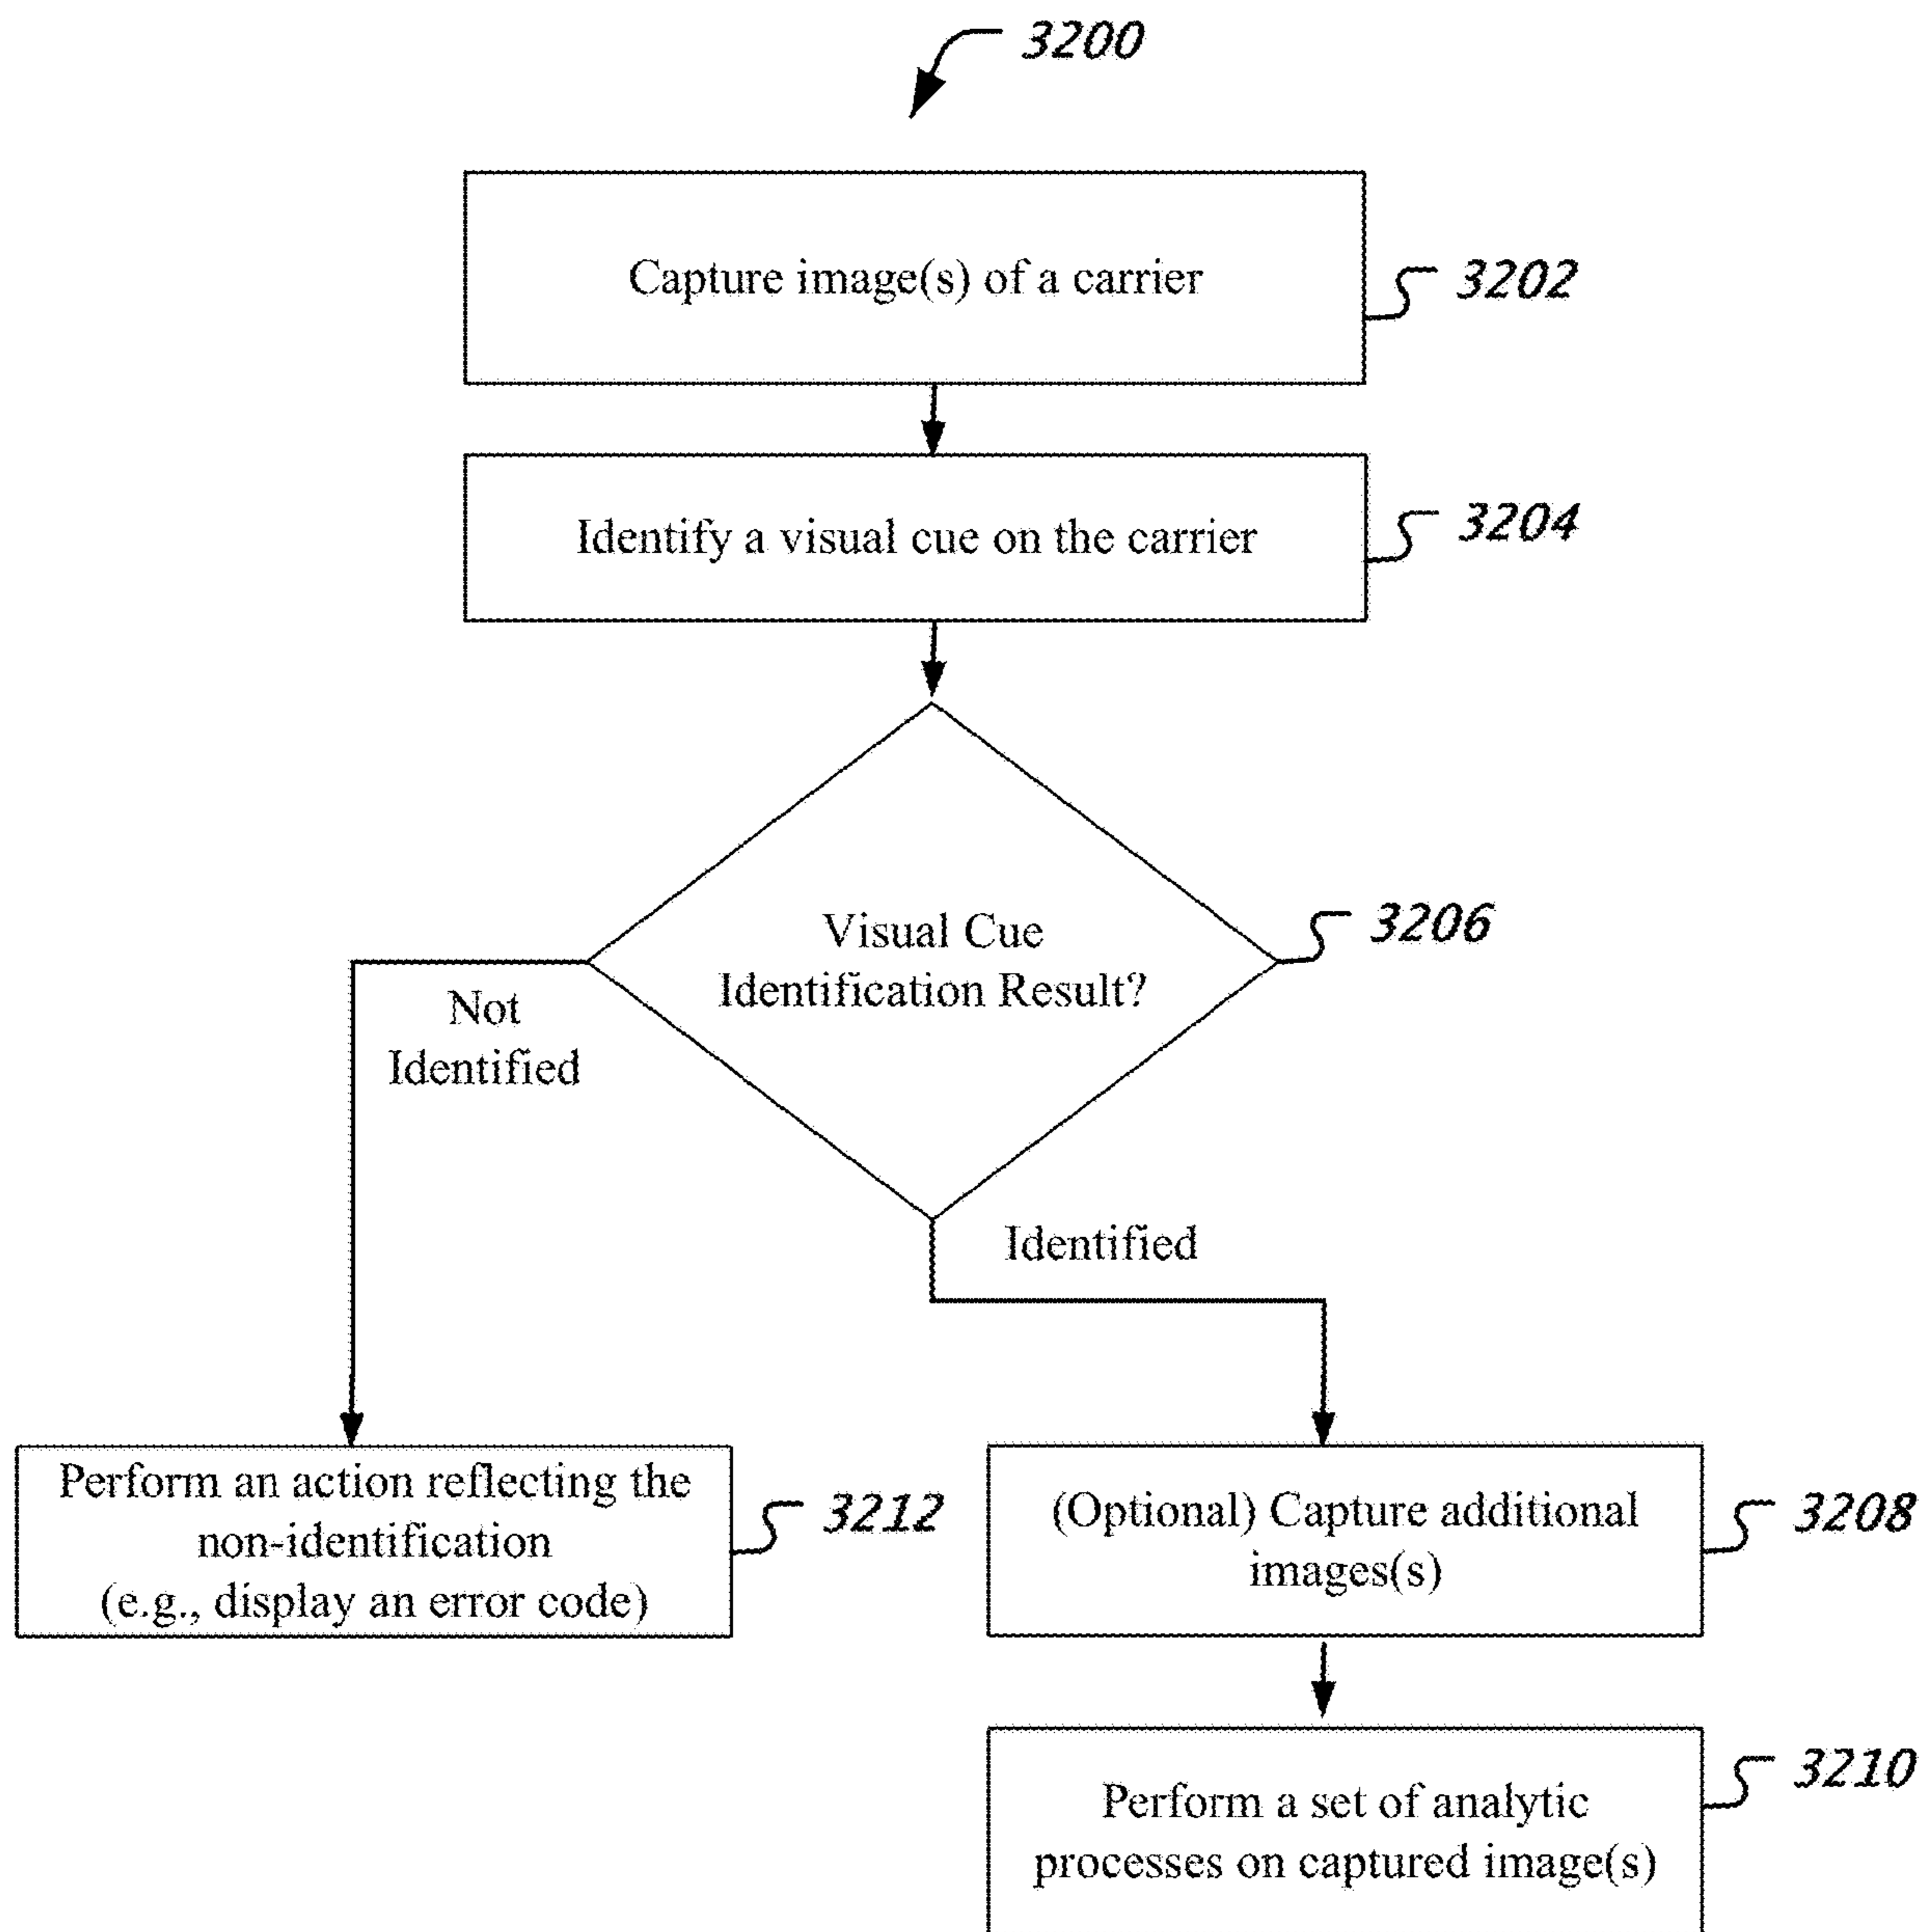 3200
Capture image(s) of a carrier
3202
Identify a visual cue on the carrier
3204
Visual Cue
Identification Result?
3206
Not
Identified
Identified
Perform an action reflecting the
non-identification
(e.g., display an error code)
3212
(Optional) Capture additional
images(s)
3208
Perform a set of analytic
processes on captured image(s)
3210